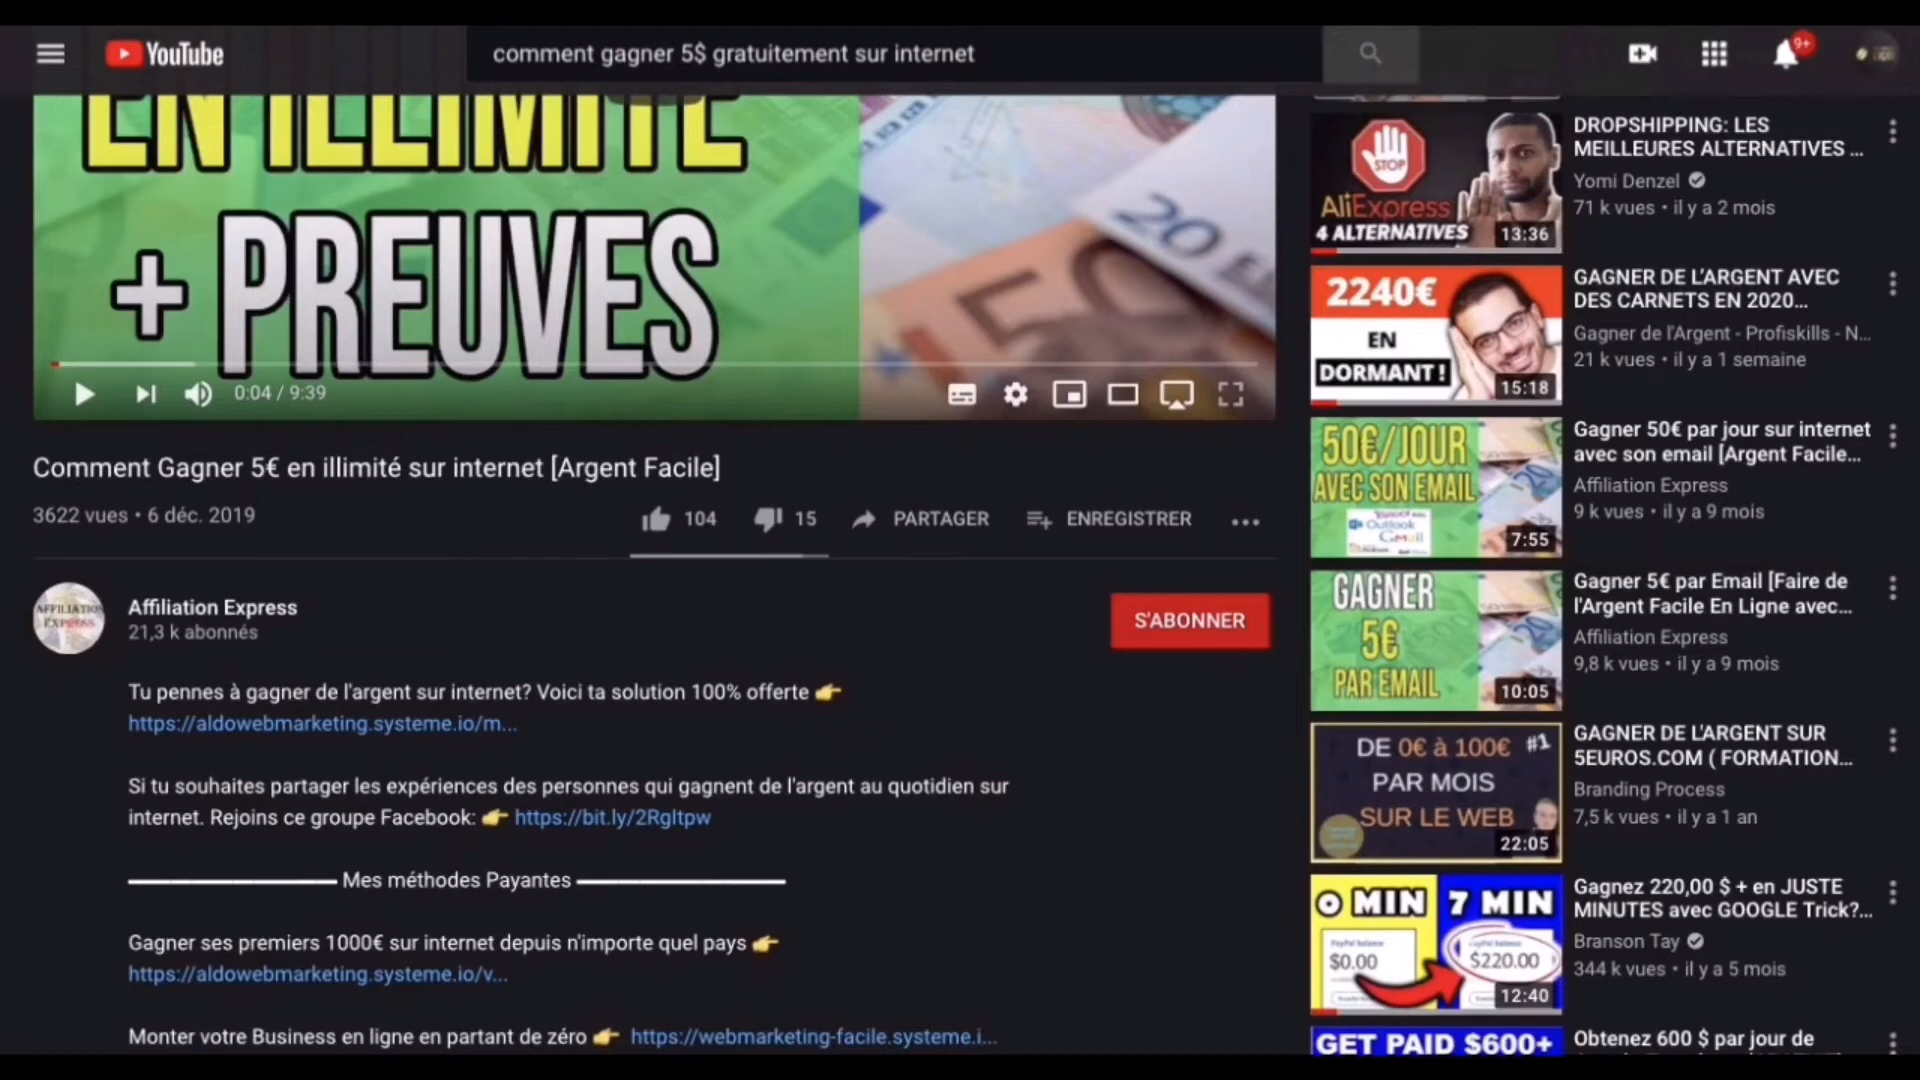 YouTube
comment gagner 5$ gratuitement sur internet
9+
EN ILLIMITÉ
+ PREUVES
0:04 / 9:39
Comment Gagner 5€ en illimité sur internet [Argent Facile]
3622 vues • 6 déc. 2019
104
15
PARTAGER
ENREGISTRER
AFFILIATION
EXPRESS
Affiliation Express
21,3 k abonnés
S'ABONNER
Tu pennes à gagner de l'argent sur internet? Voici ta solution 100% offerte 👉
https://aldowebmarketing.systeme.io/m...
Si tu souhaites partager les expériences des personnes qui gagnent de l'argent au quotidien sur
internet. Rejoins ce groupe Facebook: 👉 https://bit.ly/2RgItpw
Mes méthodes Payantes
Gagner ses premiers 1000€ sur internet depuis n'importe quel pays 👉
https://aldowebmarketing.systeme.io/v...
Monter votre Business en ligne en partant de zéro 👉 https://webmarketing-facile.systeme.i...
STOP
AliExpress
4 ALTERNATIVES
13:36
DROPSHIPPING: LES
MEILLEURES ALTERNATIVES ...
Yomi Denzel
71 k vues • il y a 2 mois
2240€
EN
DORMANT !
15:18
GAGNER DE L'ARGENT AVEC
DES CARNETS EN 2020...
Gagner de l'Argent - Profiskills - N...
21 k vues • il y a 1 semaine
50€/JOUR
AVEC SON EMAIL
Outlook
Gmail
7:55
Gagner 50€ par jour sur internet
avec son email [Argent Facile...
Affiliation Express
9 k vues • il y a 9 mois
GAGNER
5€
PAR EMAIL
10:05
Gagner 5€ par Email [Faire de
l'Argent Facile En Ligne avec...
Affiliation Express
9,8 k vues • il y a 9 mois
DE 0€ à 100€ #1
PAR MOIS
SUR LE WEB
22:05
GAGNER DE L'ARGENT SUR
5EUROS.COM ( FORMATION...
Branding Process
7,5 k vues • il y a 1 an
0 MIN 7 MIN
PayPal balance
$0.00
PayPal balance
$220.00
12:40
Gagnez 220,00 $ + en JUSTE
MINUTES avec GOOGLE Trick?...
Branson Tay
344 k vues • il y a 5 mois
GET PAID $600+
Obtenez 600 $ par jour de